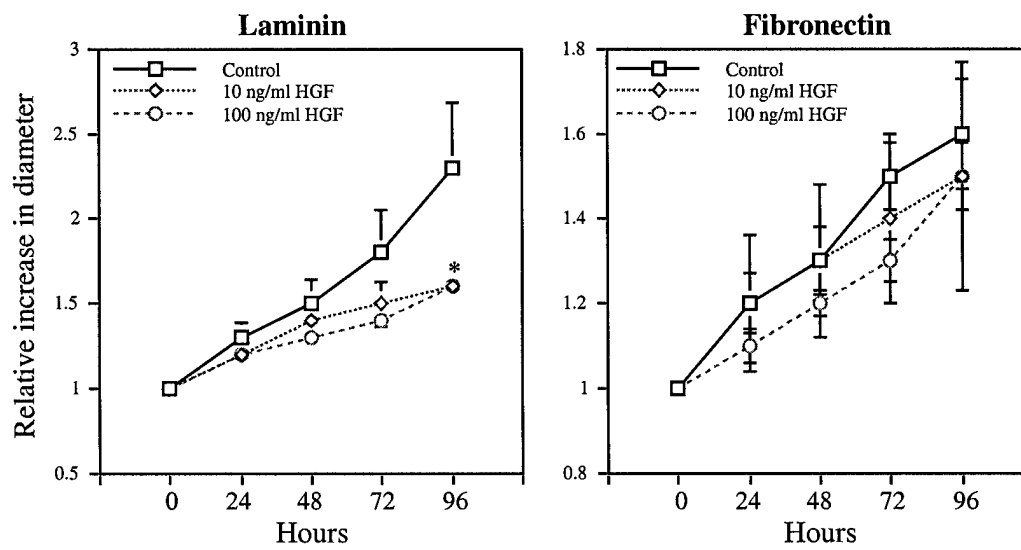 Laminin
Fibronectin
Relative increase in diameter
3
2.5
2
1.5
1
0.5
Control
10 ng/ml HGF
100 ng/ml HGF
*
0 24 48 72 96
Hours
1.8
1.6
1.4
1.2
1
0.8
Control
10 ng/ml HGF
100 ng/ml HGF
0 24 48 72 96
Hours